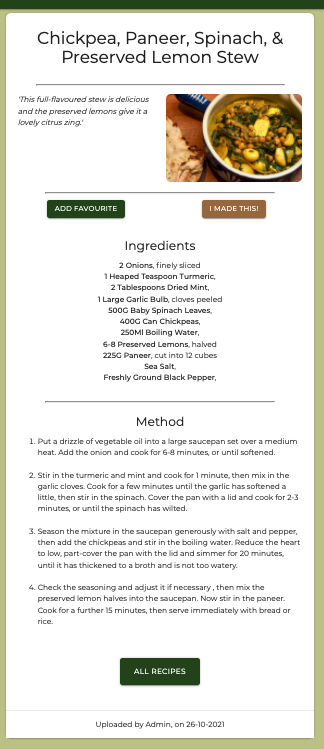 Chickpea, Paneer, Spinach, &
Preserved Lemon Stew
'This full-flavoured stew is delicious
and the preserved lemons give it a
lovely citrus zing.'
ADD FAVOURITE
I MADE THIS!
Ingredients
2 Onions, finely sliced
1 Heaped Teaspoon Turmeric,
2 Tablespoons Dried Mint,
1 Large Garlic Bulb, cloves peeled
500G Baby Spinach Leaves,
400G Can Chickpeas,
250Ml Boiling Water,
6-8 Preserved Lemons, halved
225G Paneer, cut into 12 cubes
Sea Salt,
Freshly Ground Black Pepper,
Method
1. Put a drizzle of vegetable oil into a large saucepan set over a medium
heat. Add the onion and cook for 6-8 minutes, or until softened.
2. Stir in the turmeric and mint and cook for 1 minute, then mix in the
garlic cloves. Cook for a few minutes until the garlic has softened a
little, then stir in the spinach. Cover the pan with a lid and cook for 2-3
minutes, or until the spinach has wilted.
3. Season the mixture in the saucepan generously with salt and pepper,
then add the chickpeas and stir in the boiling water. Reduce the heat
to low, part-cover the pan with the lid and simmer for 20 minutes,
until it has thickened to a broth and is not too watery.
4. Check the seasoning and adjust it if necessary , then mix the
preserved lemon halves into the saucepan. Now stir in the paneer.
Cook for a further 15 minutes, then serve immediately with bread or
rice.
ALL RECIPES
Uploaded by Admin, on 26-10-2021